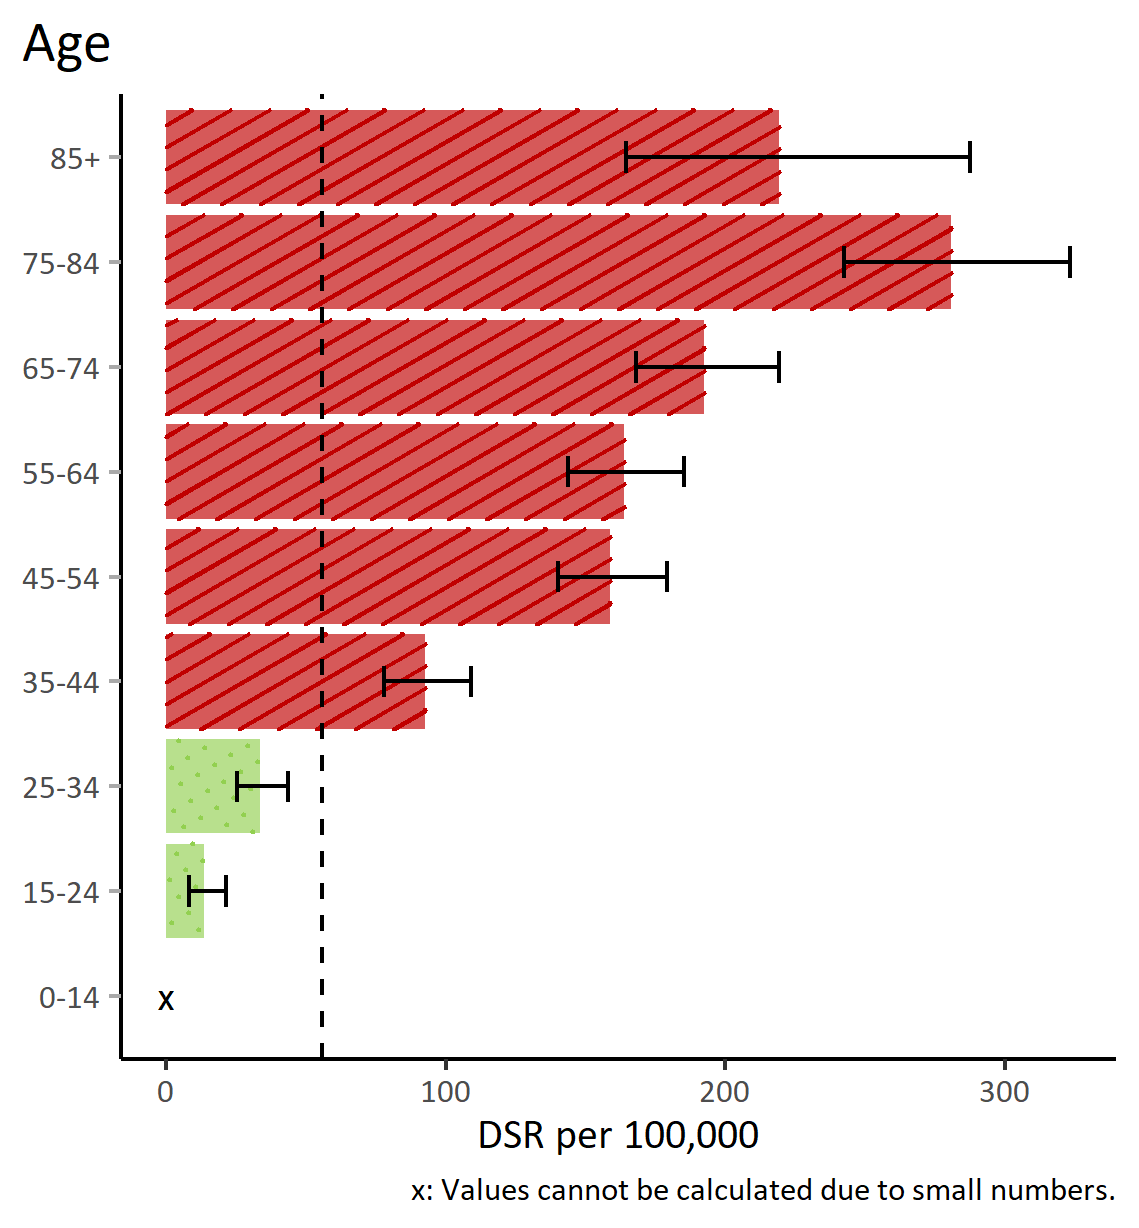 Age
85+
75-84
65-74
55-64
45-54
35-44
25-34
15-24
0-14
x
0 100 200 300
DSR per 100,000
x: Values cannot be calculated due to small numbers.